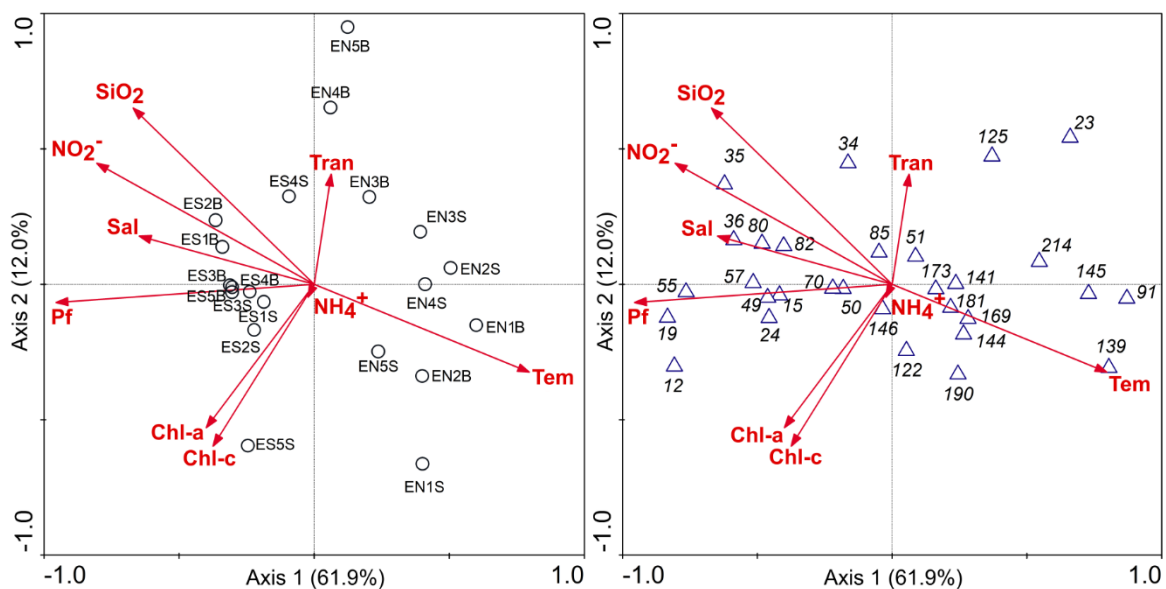 1.0
EN5B
EN4B
SiO2
NO2-
Tran
ES4S
EN3B
ES2B
Sal
EN3S
ES1B
EN2S
ES3B
ES4B
Axis 2 (12.0%)
ES5B
ES3S
ES1S
Pf
NH4+
EN4S
EN1B
ES2S
EN5S
EN2B
Tem
Chl-a
Chl-c
ES5S
EN1S
-1.0
-1.0
Axis 1 (61.9%)
1.0
1.0
SiO2
23
125
34
NO2-
35
Tran
Sal
36
80
82
85
51
214
57
70
173
141
145
55
91
Axis 2 (12.0%)
49
15
50
NH4+
181
169
Pf
19
24
146
144
12
122
190
139
Tem
Chl-a
Chl-c
-1.0
-1.0
Axis 1 (61.9%)
1.0